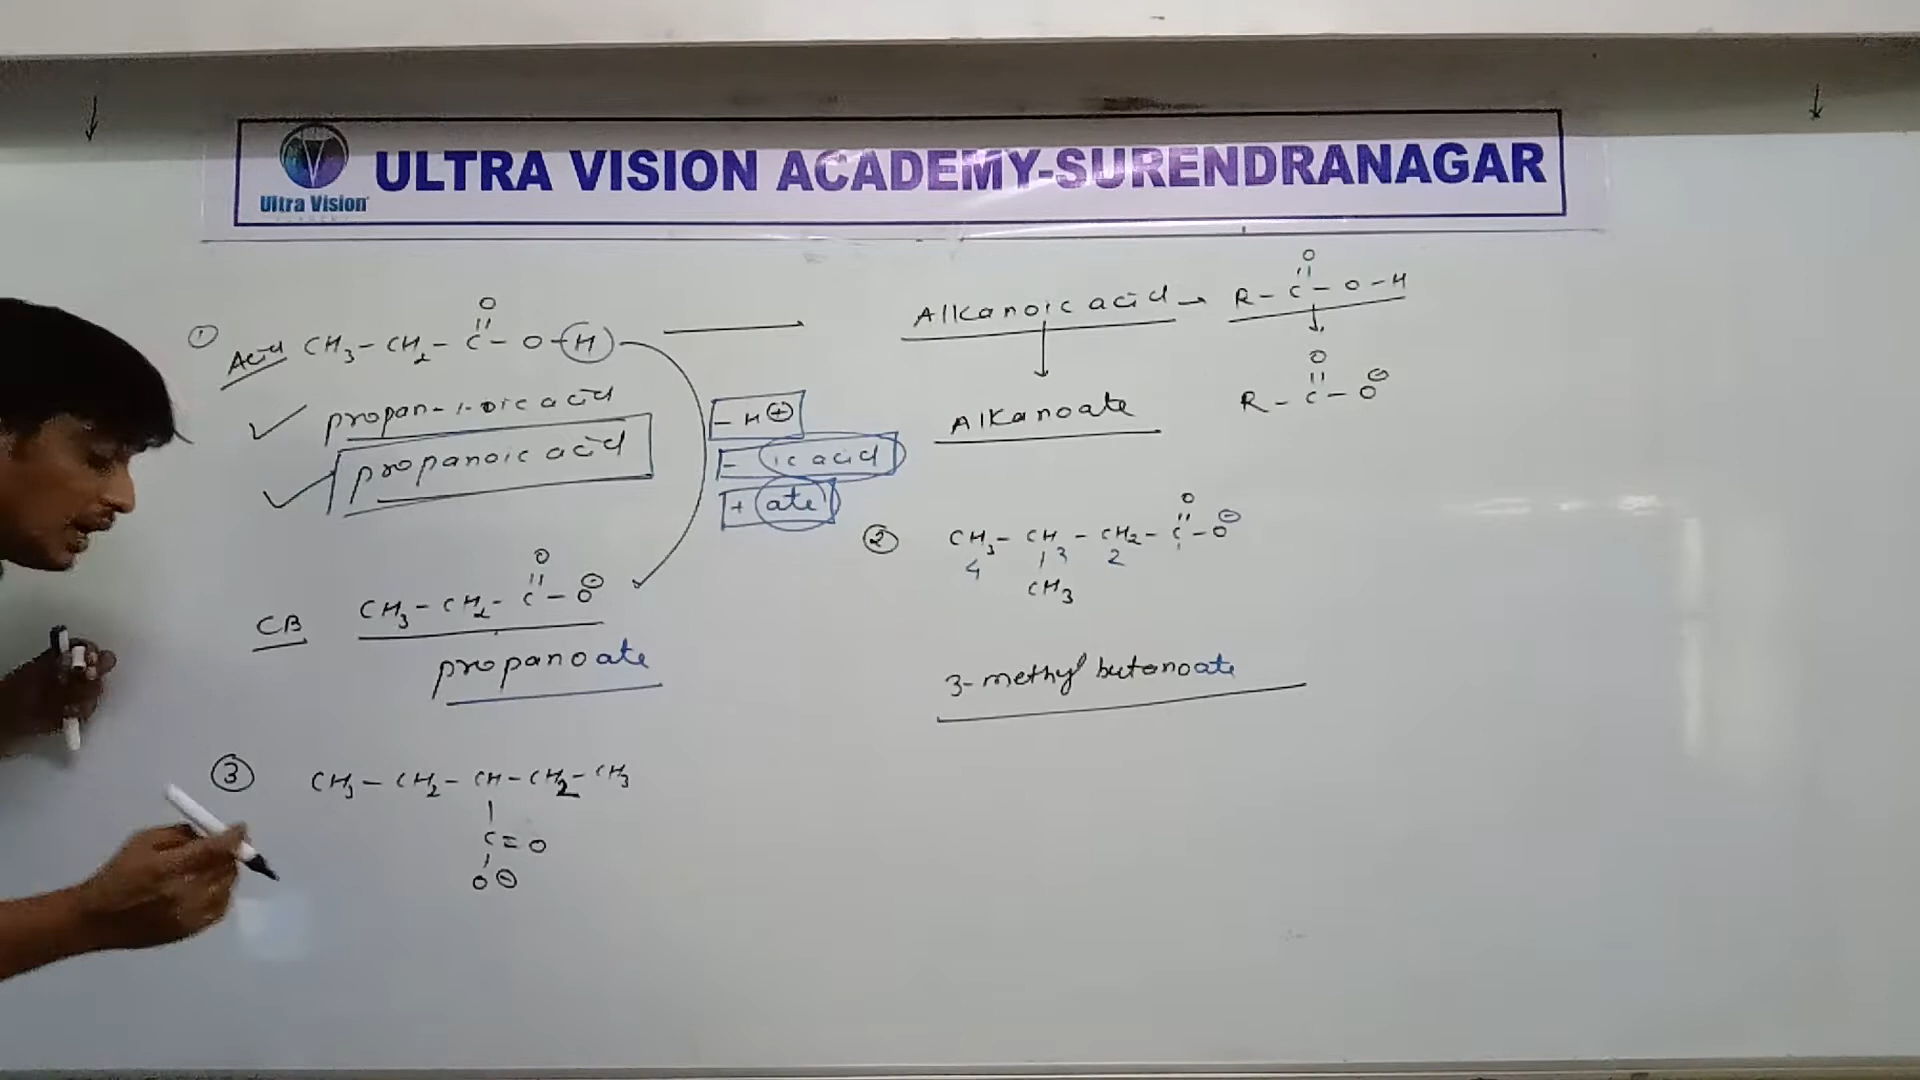 ULTRA VISION ACADEMY-SURENDRANAGAR
Ultra Vision
① Acid CH₃ – CH₂ – C(=O) – O – H
propan-1-oic acid
propanoic acid
– H⊕
– ic acid
+ ate
CB CH₃ – CH₂ – C(=O) – O⊖
propanoate
Alkanoic acid → R – C(=O) – O – H
Alkanoate R – C(=O) – O⊖
② CH₃ – CH – CH₂ – C(=O) – O⊖
4 3 2
CH₃
3-methyl butanoate
③ CH₃ – CH₂ – CH – CH₂ – CH₃
C = O
O⊖